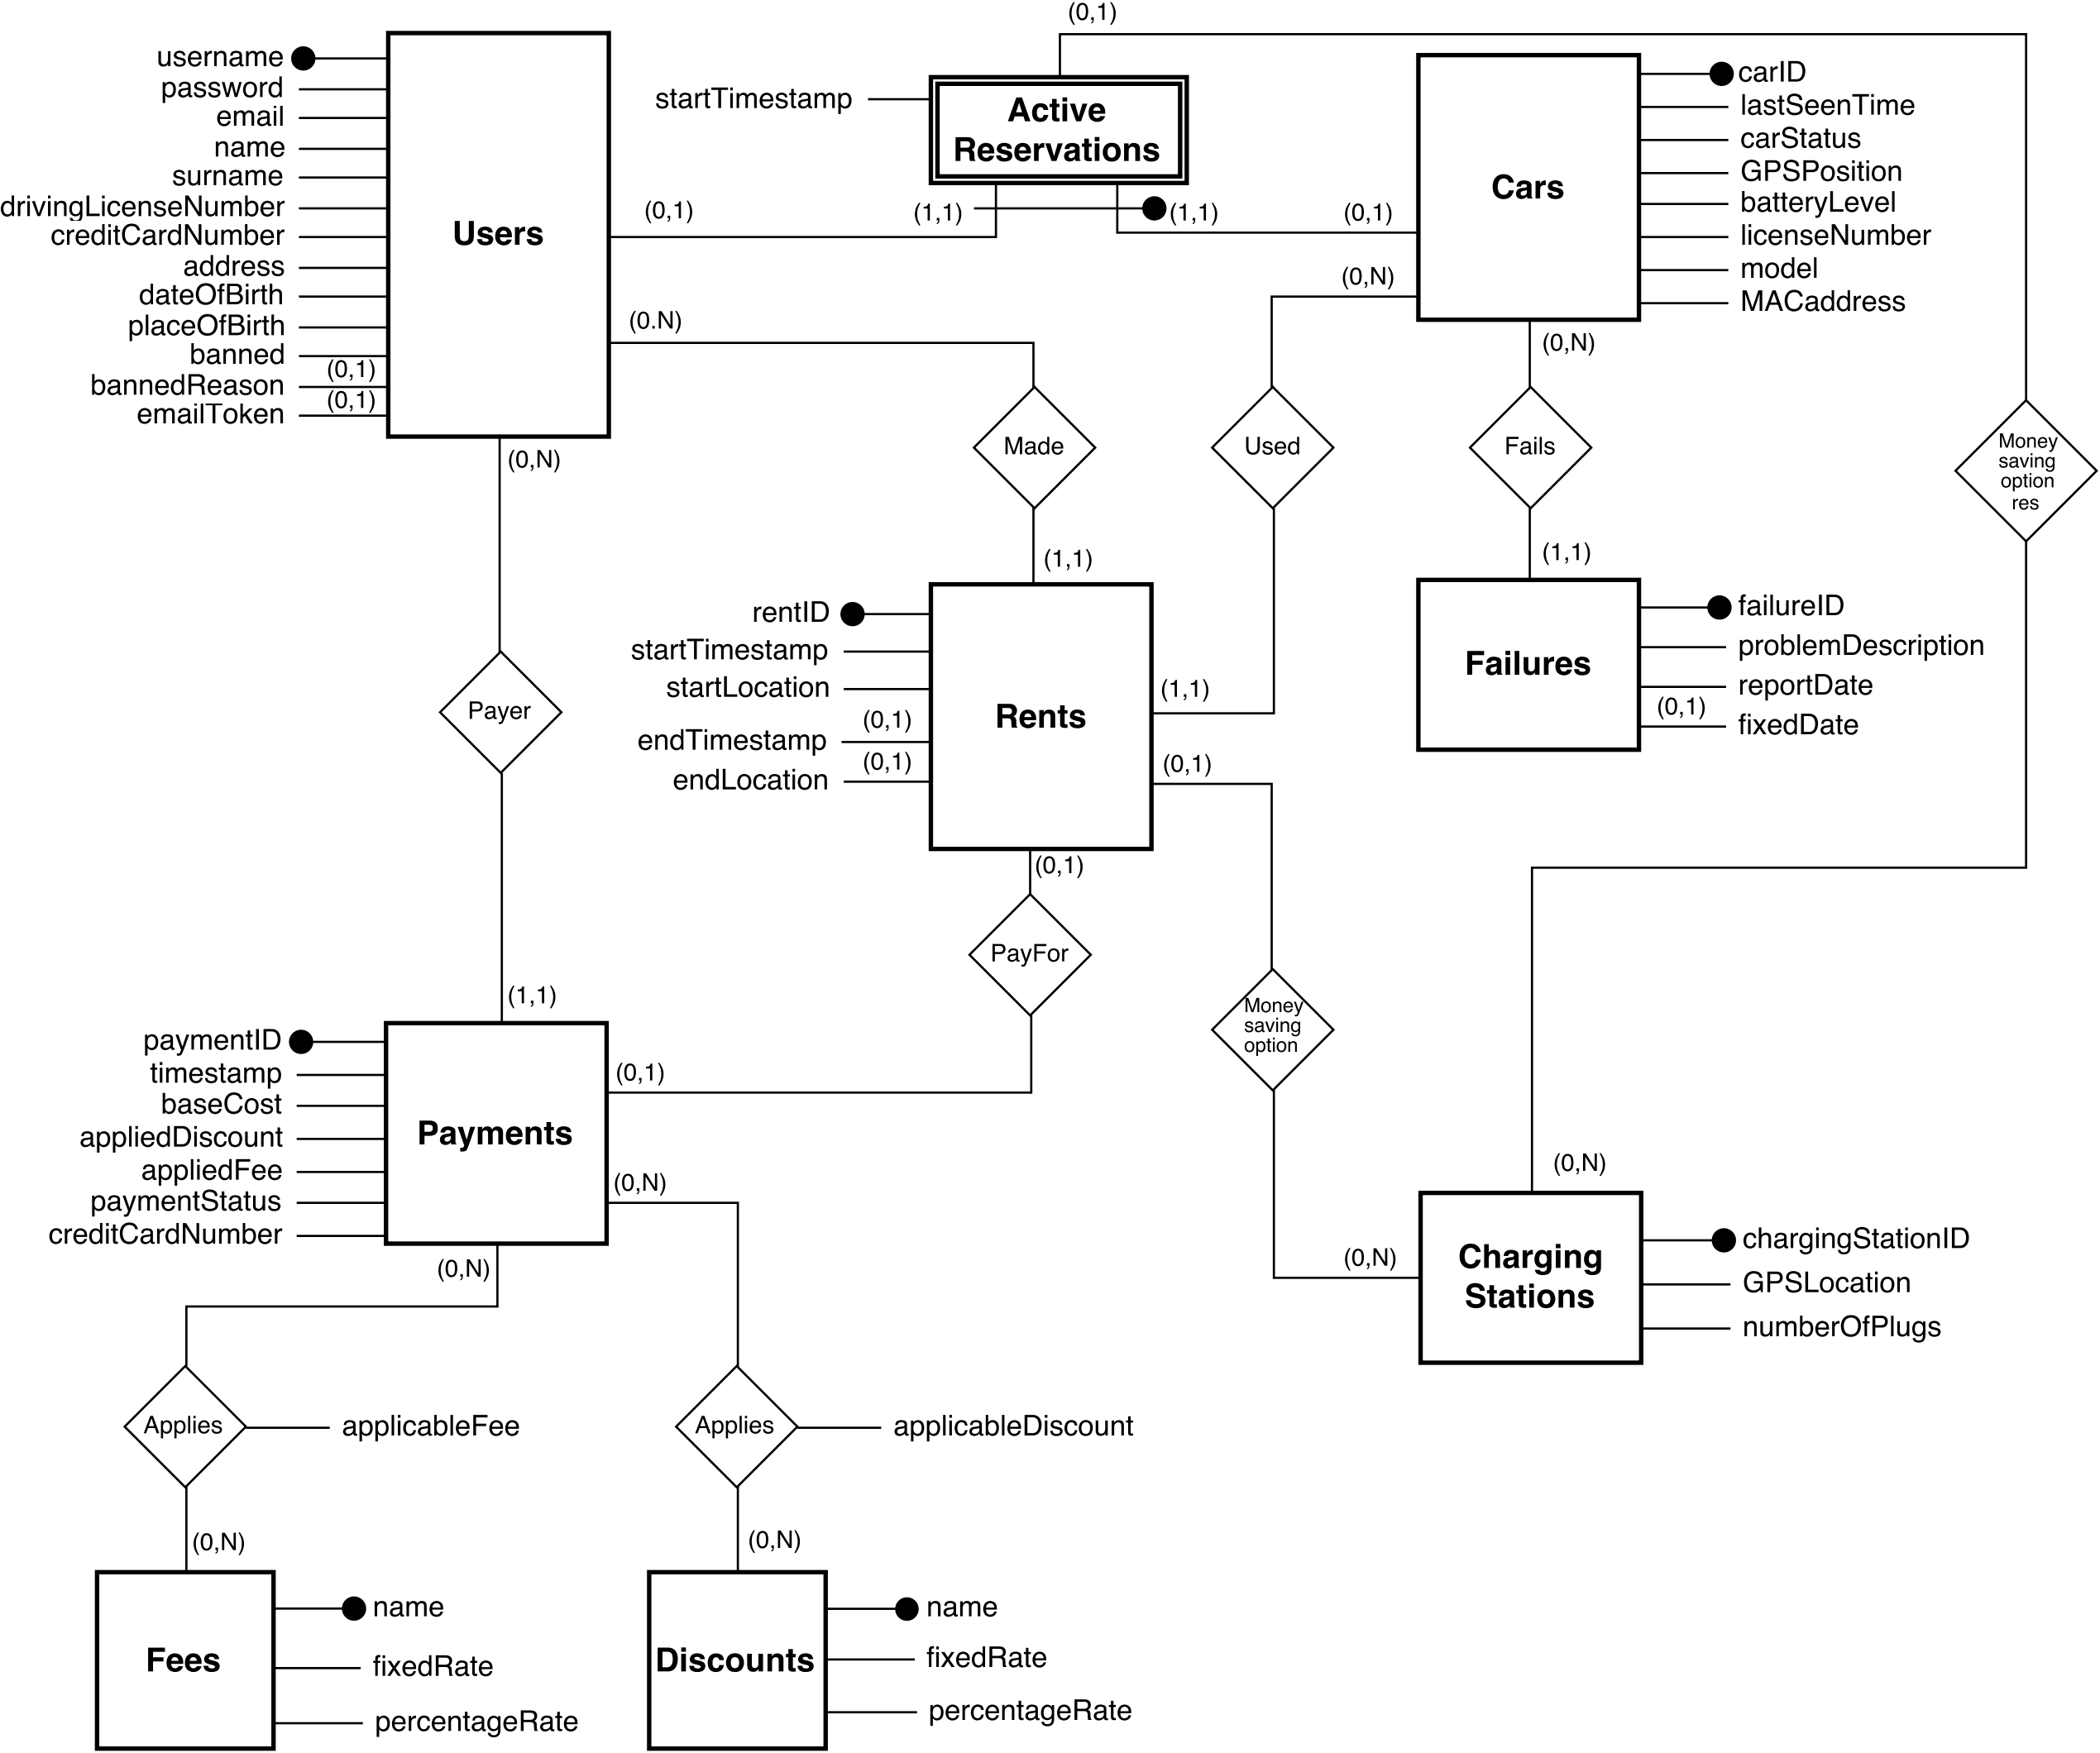 (0,1)
username
password
email
name
surname
drivingLicenseNumber
creditCardNumber
address
dateOfBirth
placeOfBirth
banned
(0,1)
bannedReason
(0,1)
emailToken
Users
startTimestamp
Active
Reservations
(0,1)
(1,1)
(1,1)
(0,1)
Cars
carID
lastSeenTime
carStatus
GPSPosition
batteryLevel
licenseNumber
model
MACaddress
(0.N)
(0,N)
(0,N)
(0,N)
Made
Used
Fails
Money
saving
option
res
(1,1)
(1,1)
rentID
startTimestamp
startLocation
(0,1)
endTimestamp
(0,1)
endLocation
Rents
(1,1)
(0,1)
Failures
failureID
problemDescription
reportDate
(0,1)
fixedDate
Payer
(0,1)
PayFor
Money
saving
option
(1,1)
paymentID
timestamp
baseCost
appliedDiscount
appliedFee
paymentStatus
creditCardNumber
Payments
(0,1)
(0,N)
(0,N)
(0,N)
(0,N)
Charging
Stations
chargingStationID
GPSLocation
numberOfPlugs
Applies
applicableFee
Applies
applicableDiscount
(0,N)
(0,N)
Fees
name
fixedRate
percentageRate
Discounts
name
fixedRate
percentageRate